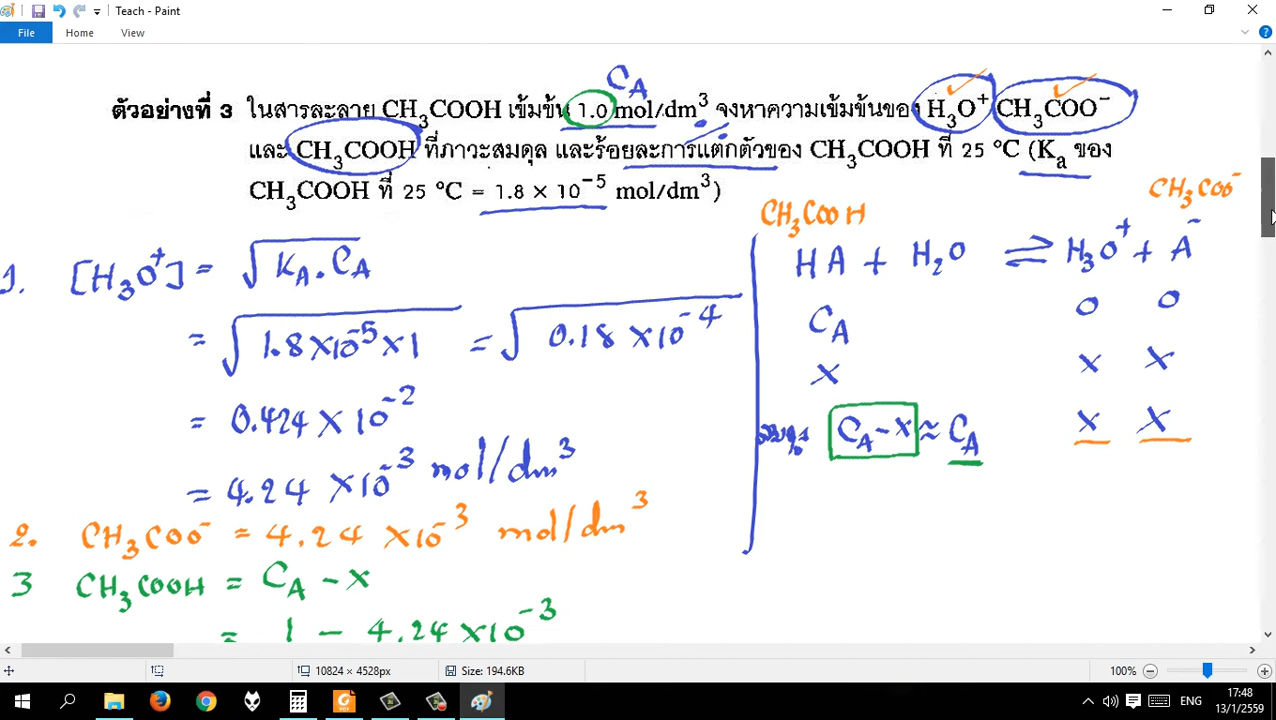 Teach - Paint
File Home View
C_A
ตัวอย่างที่ 3 ในสารละลาย CH₃COOH เข้มข้น 1.0 mol/dm³ จงหาความเข้มข้นของ H₃O⁺ CH₃COO⁻
และ CH₃COOH ที่ภาวะสมดุล และร้อยละการแตกตัวของ CH₃COOH ที่ 25 °C (Kₐ ของ
CH₃COOH ที่ 25 °C = 1.8 × 10⁻⁵ mol/dm³)
1. [H₃O⁺] = √(K_A . C_A)
= √(1.8×10⁻⁵×1) = √(0.18×10⁻⁴)
= 0.424×10⁻²
= 4.24×10⁻³ mol/dm³
2. CH₃COO⁻ = 4.24×10⁻³ mol/dm³
3 CH₃COOH = C_A - x
= 1 - 4.24×10⁻³
CH₃COOH CH₃COO⁻
HA + H₂O ⇌ H₃O⁺ + A⁻
C_A 0 0
x x x
C_A - x ≈ C_A x x
10824 × 4528px Size: 194.6KB 100%
ENG 17:48
13/1/2559